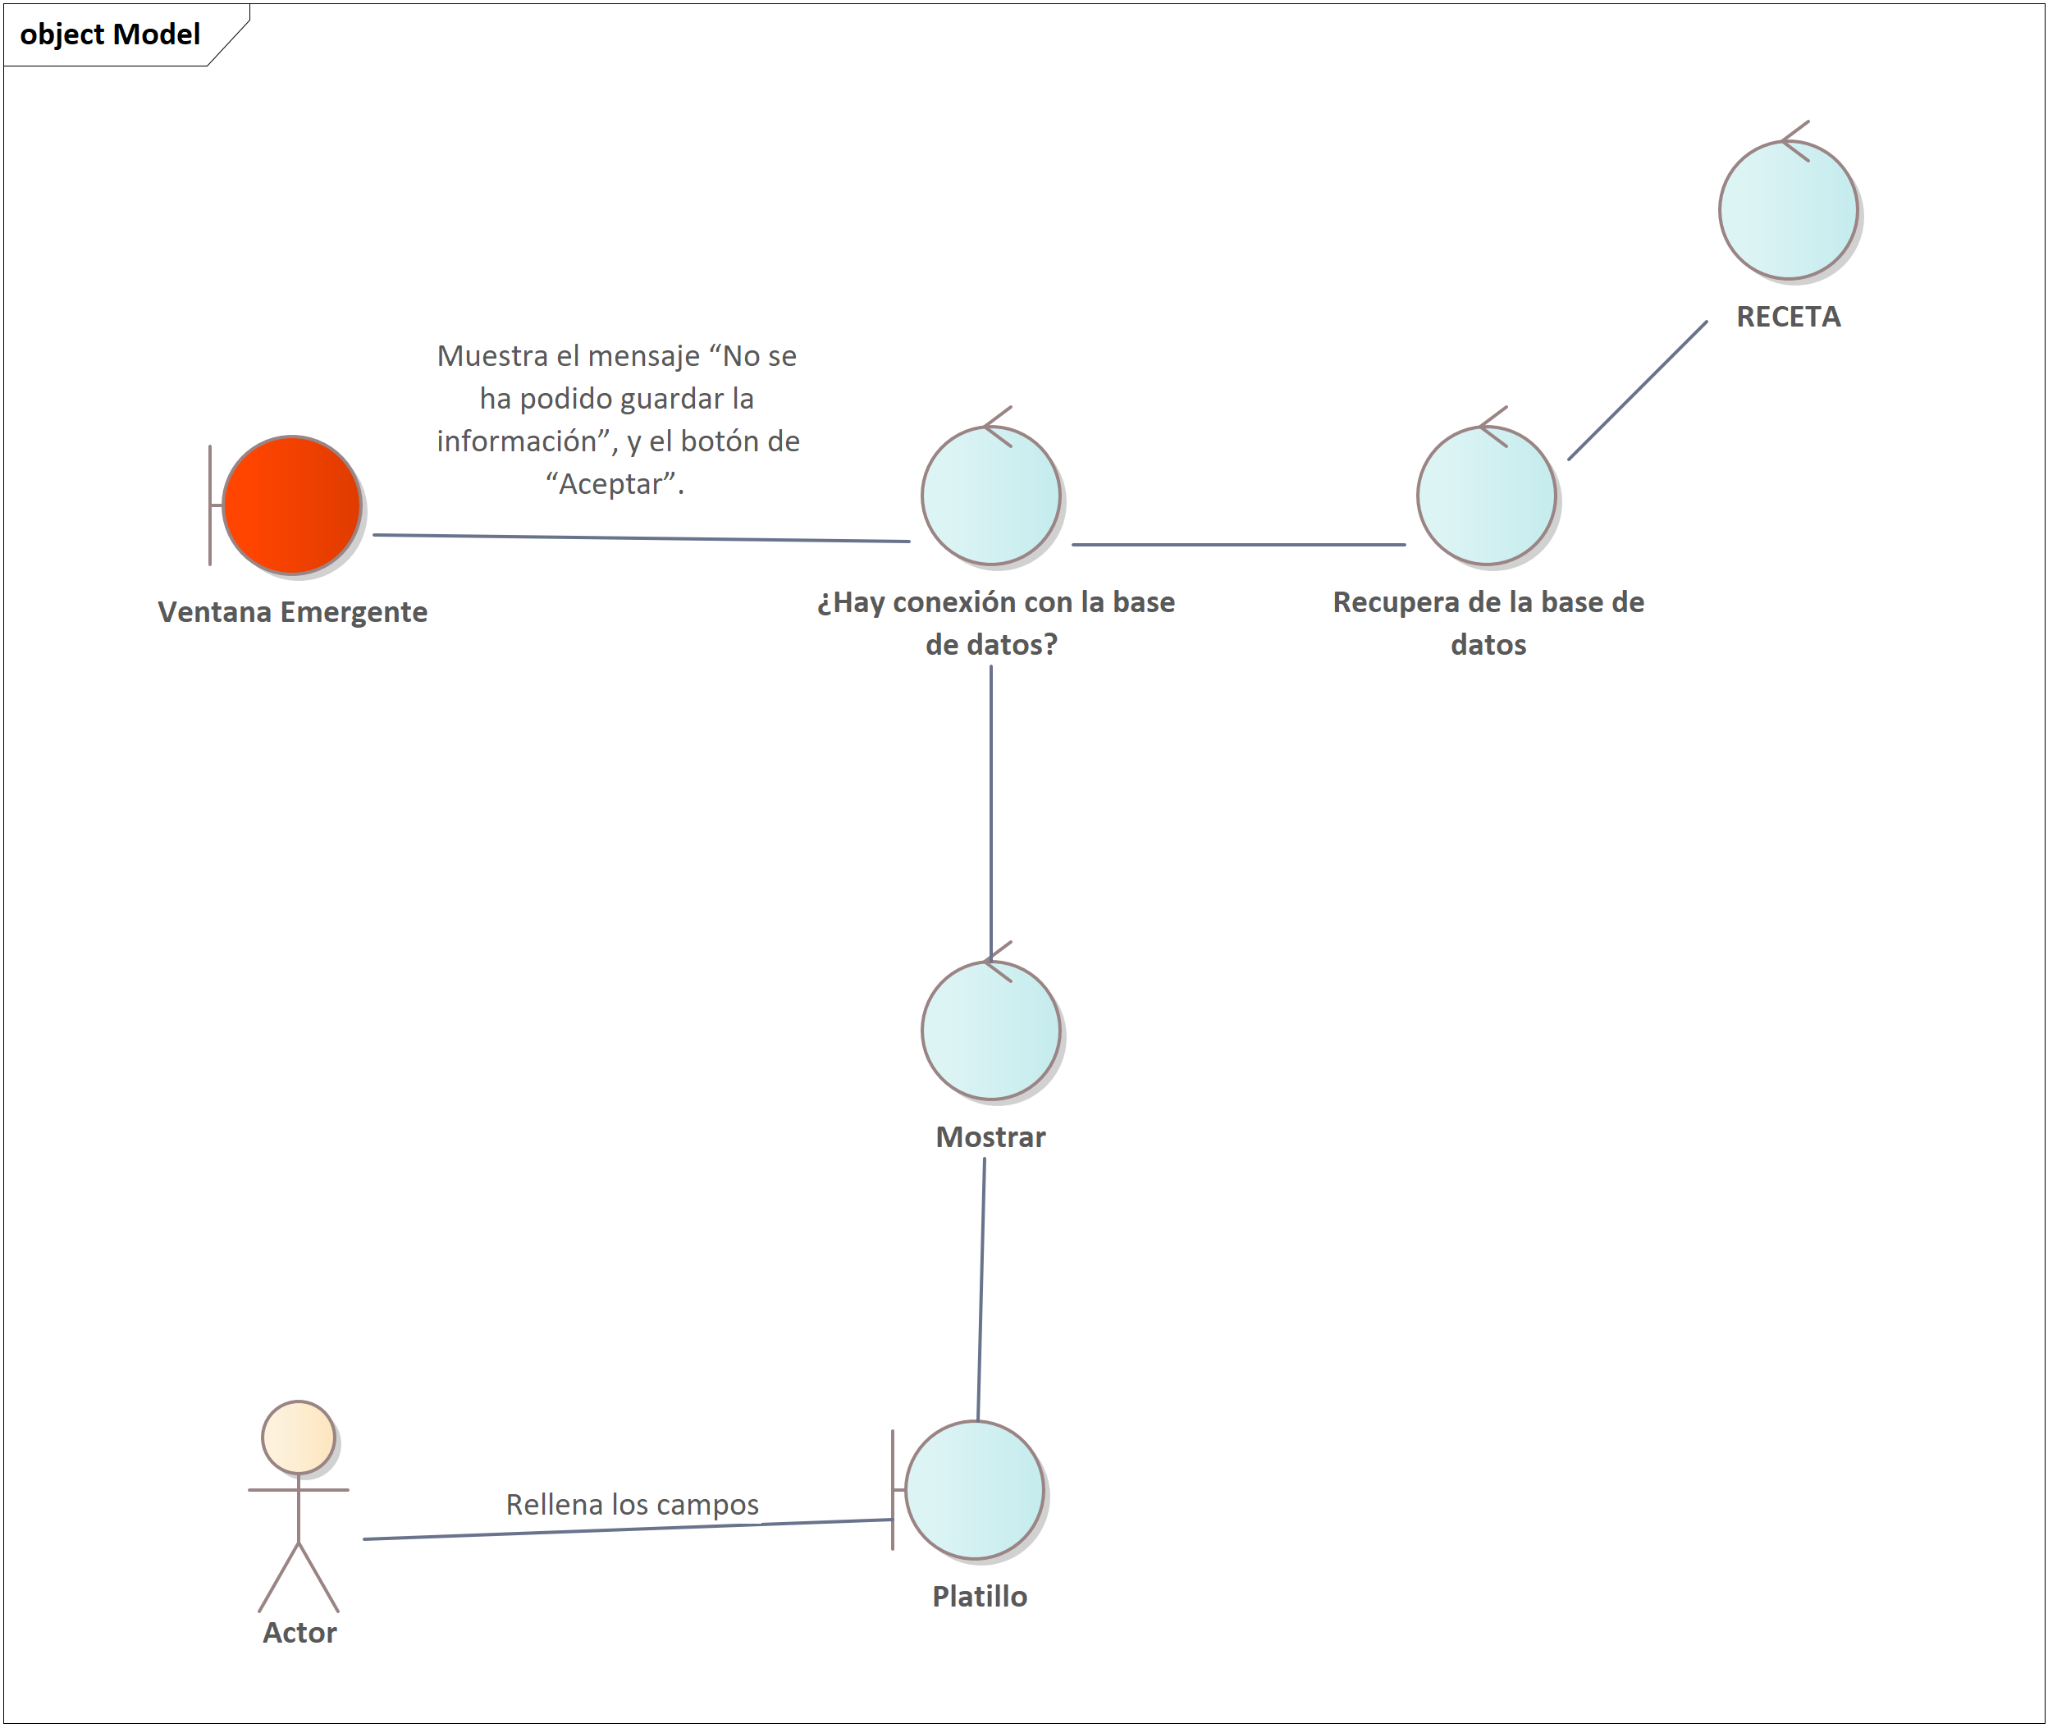 object Model
RECETA
Muestra el mensaje “No se
ha podido guardar la
información”, y el botón de
“Aceptar”.
Ventana Emergente
¿Hay conexión con la base
de datos?
Recupera de la base de
datos
Mostrar
Rellena los campos
Platillo
Actor